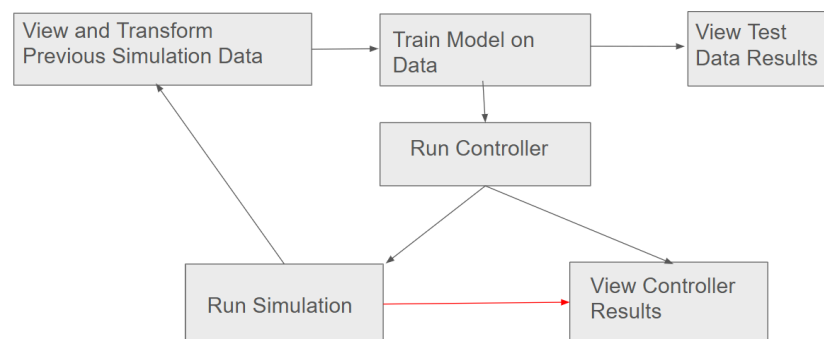 View and Transform
Previous Simulation Data
Train Model on
Data
View Test
Data Results
Run Controller
Run Simulation
View Controller
Results